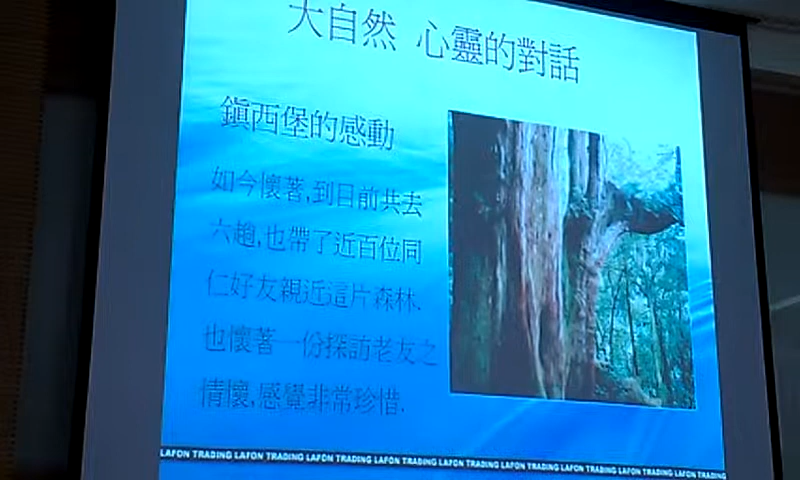 大自然 心靈的對話
鎮西堡的感動
如今懷著,到目前共去
六趟,也帶了近百位同
仁好友親近這片森林.
也懷著一份探訪老友之
情懷,感覺非常珍惜.
LAFON TRADING LAFON TRADING LAFON TRADING LAFON TRADING LAFON TRADING LAFON TRADING LAFON TRADING LAFON TRADING